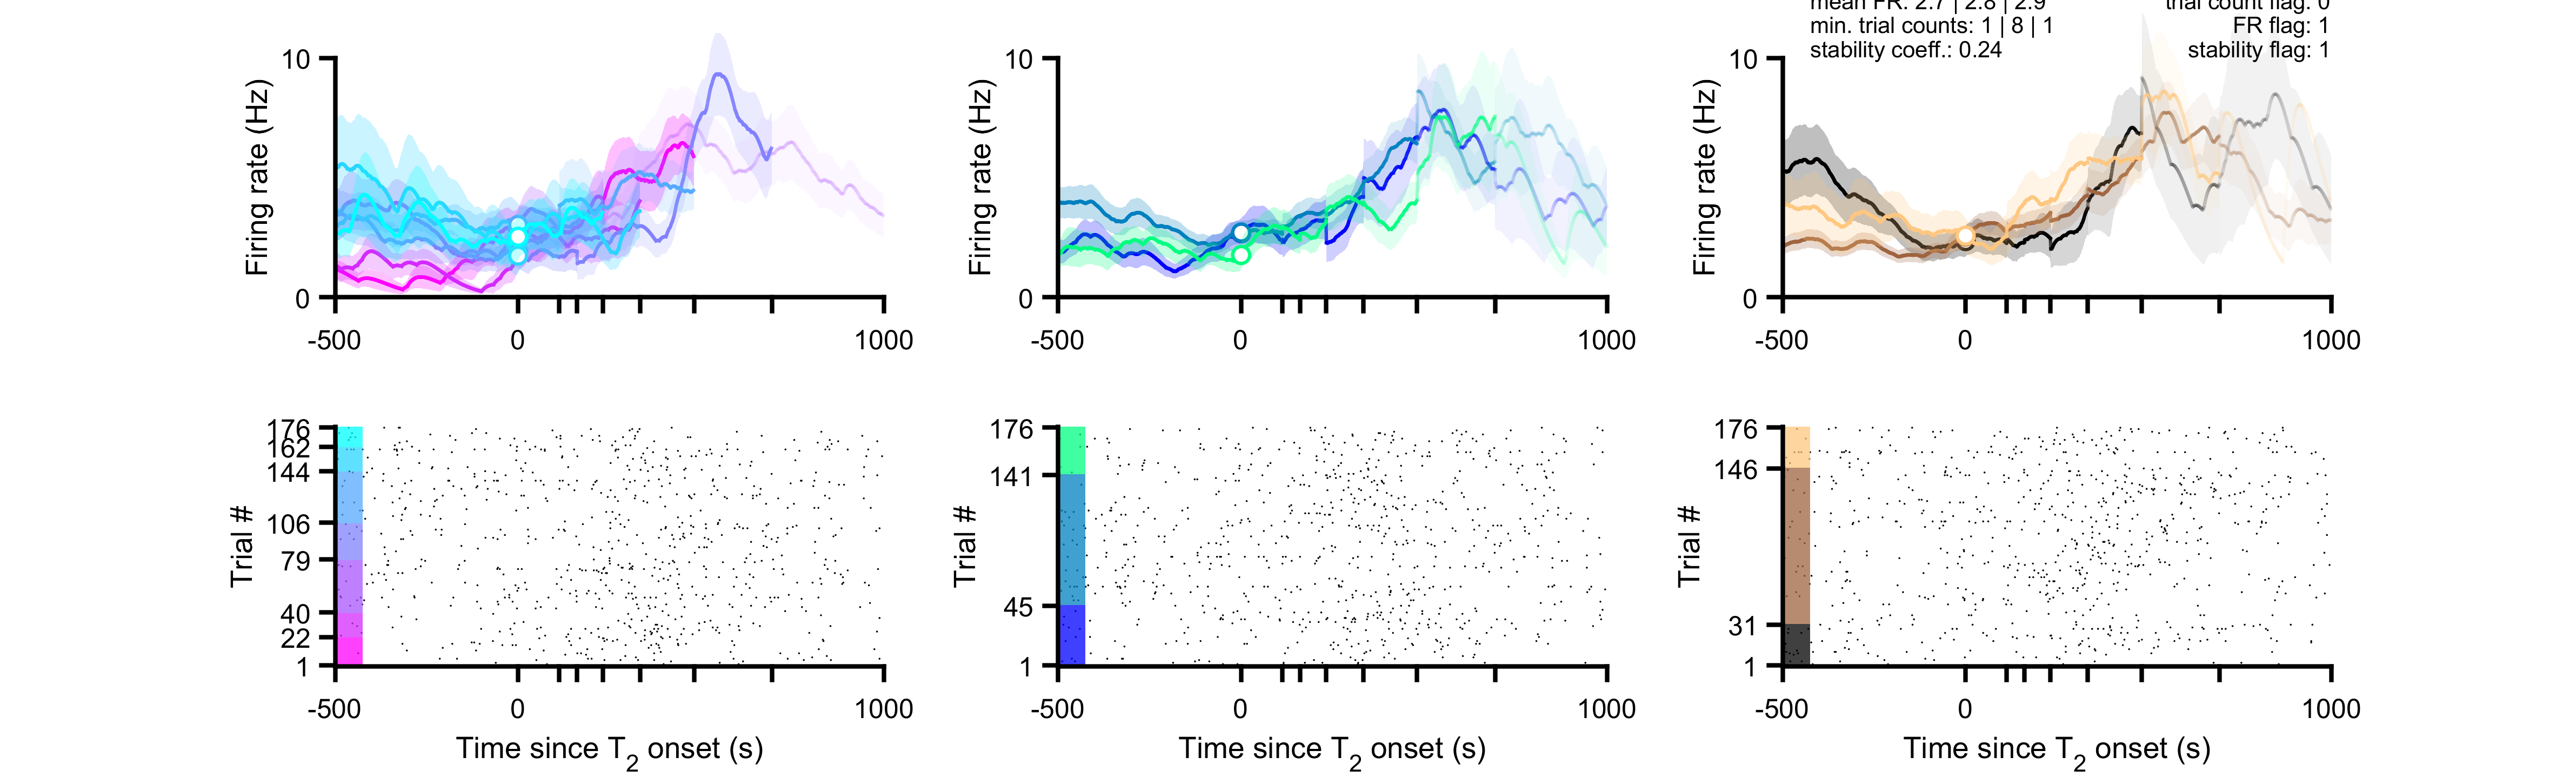 mean FR: 2.7 | 2.8 | 2.9
trial count flag: 0
min. trial counts: 1 | 8 | 1
FR flag: 1
stability coeff.: 0.24
stability flag: 1
10
Firing rate (Hz)
0
-500
0
1000
10
Firing rate (Hz)
0
-500
0
1000
10
Firing rate (Hz)
0
-500
0
1000
176
162
144
106
79
40
22
1
Trial #
-500
0
1000
Time since T2 onset (s)
176
141
45
1
Trial #
-500
0
1000
Time since T2 onset (s)
176
146
31
1
Trial #
-500
0
1000
Time since T2 onset (s)